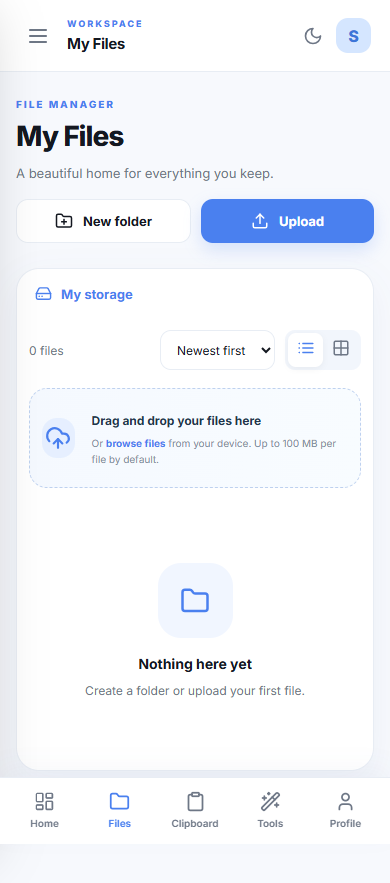 WORKSPACE
My Files
S
FILE MANAGER
My Files
A beautiful home for everything you keep.
New folder
Upload
My storage
0 files
Newest first
Drag and drop your files here
Or browse files from your device. Up to 100 MB per
file by default.
Nothing here yet
Create a folder or upload your first file.
Home
Files
Clipboard
Tools
Profile